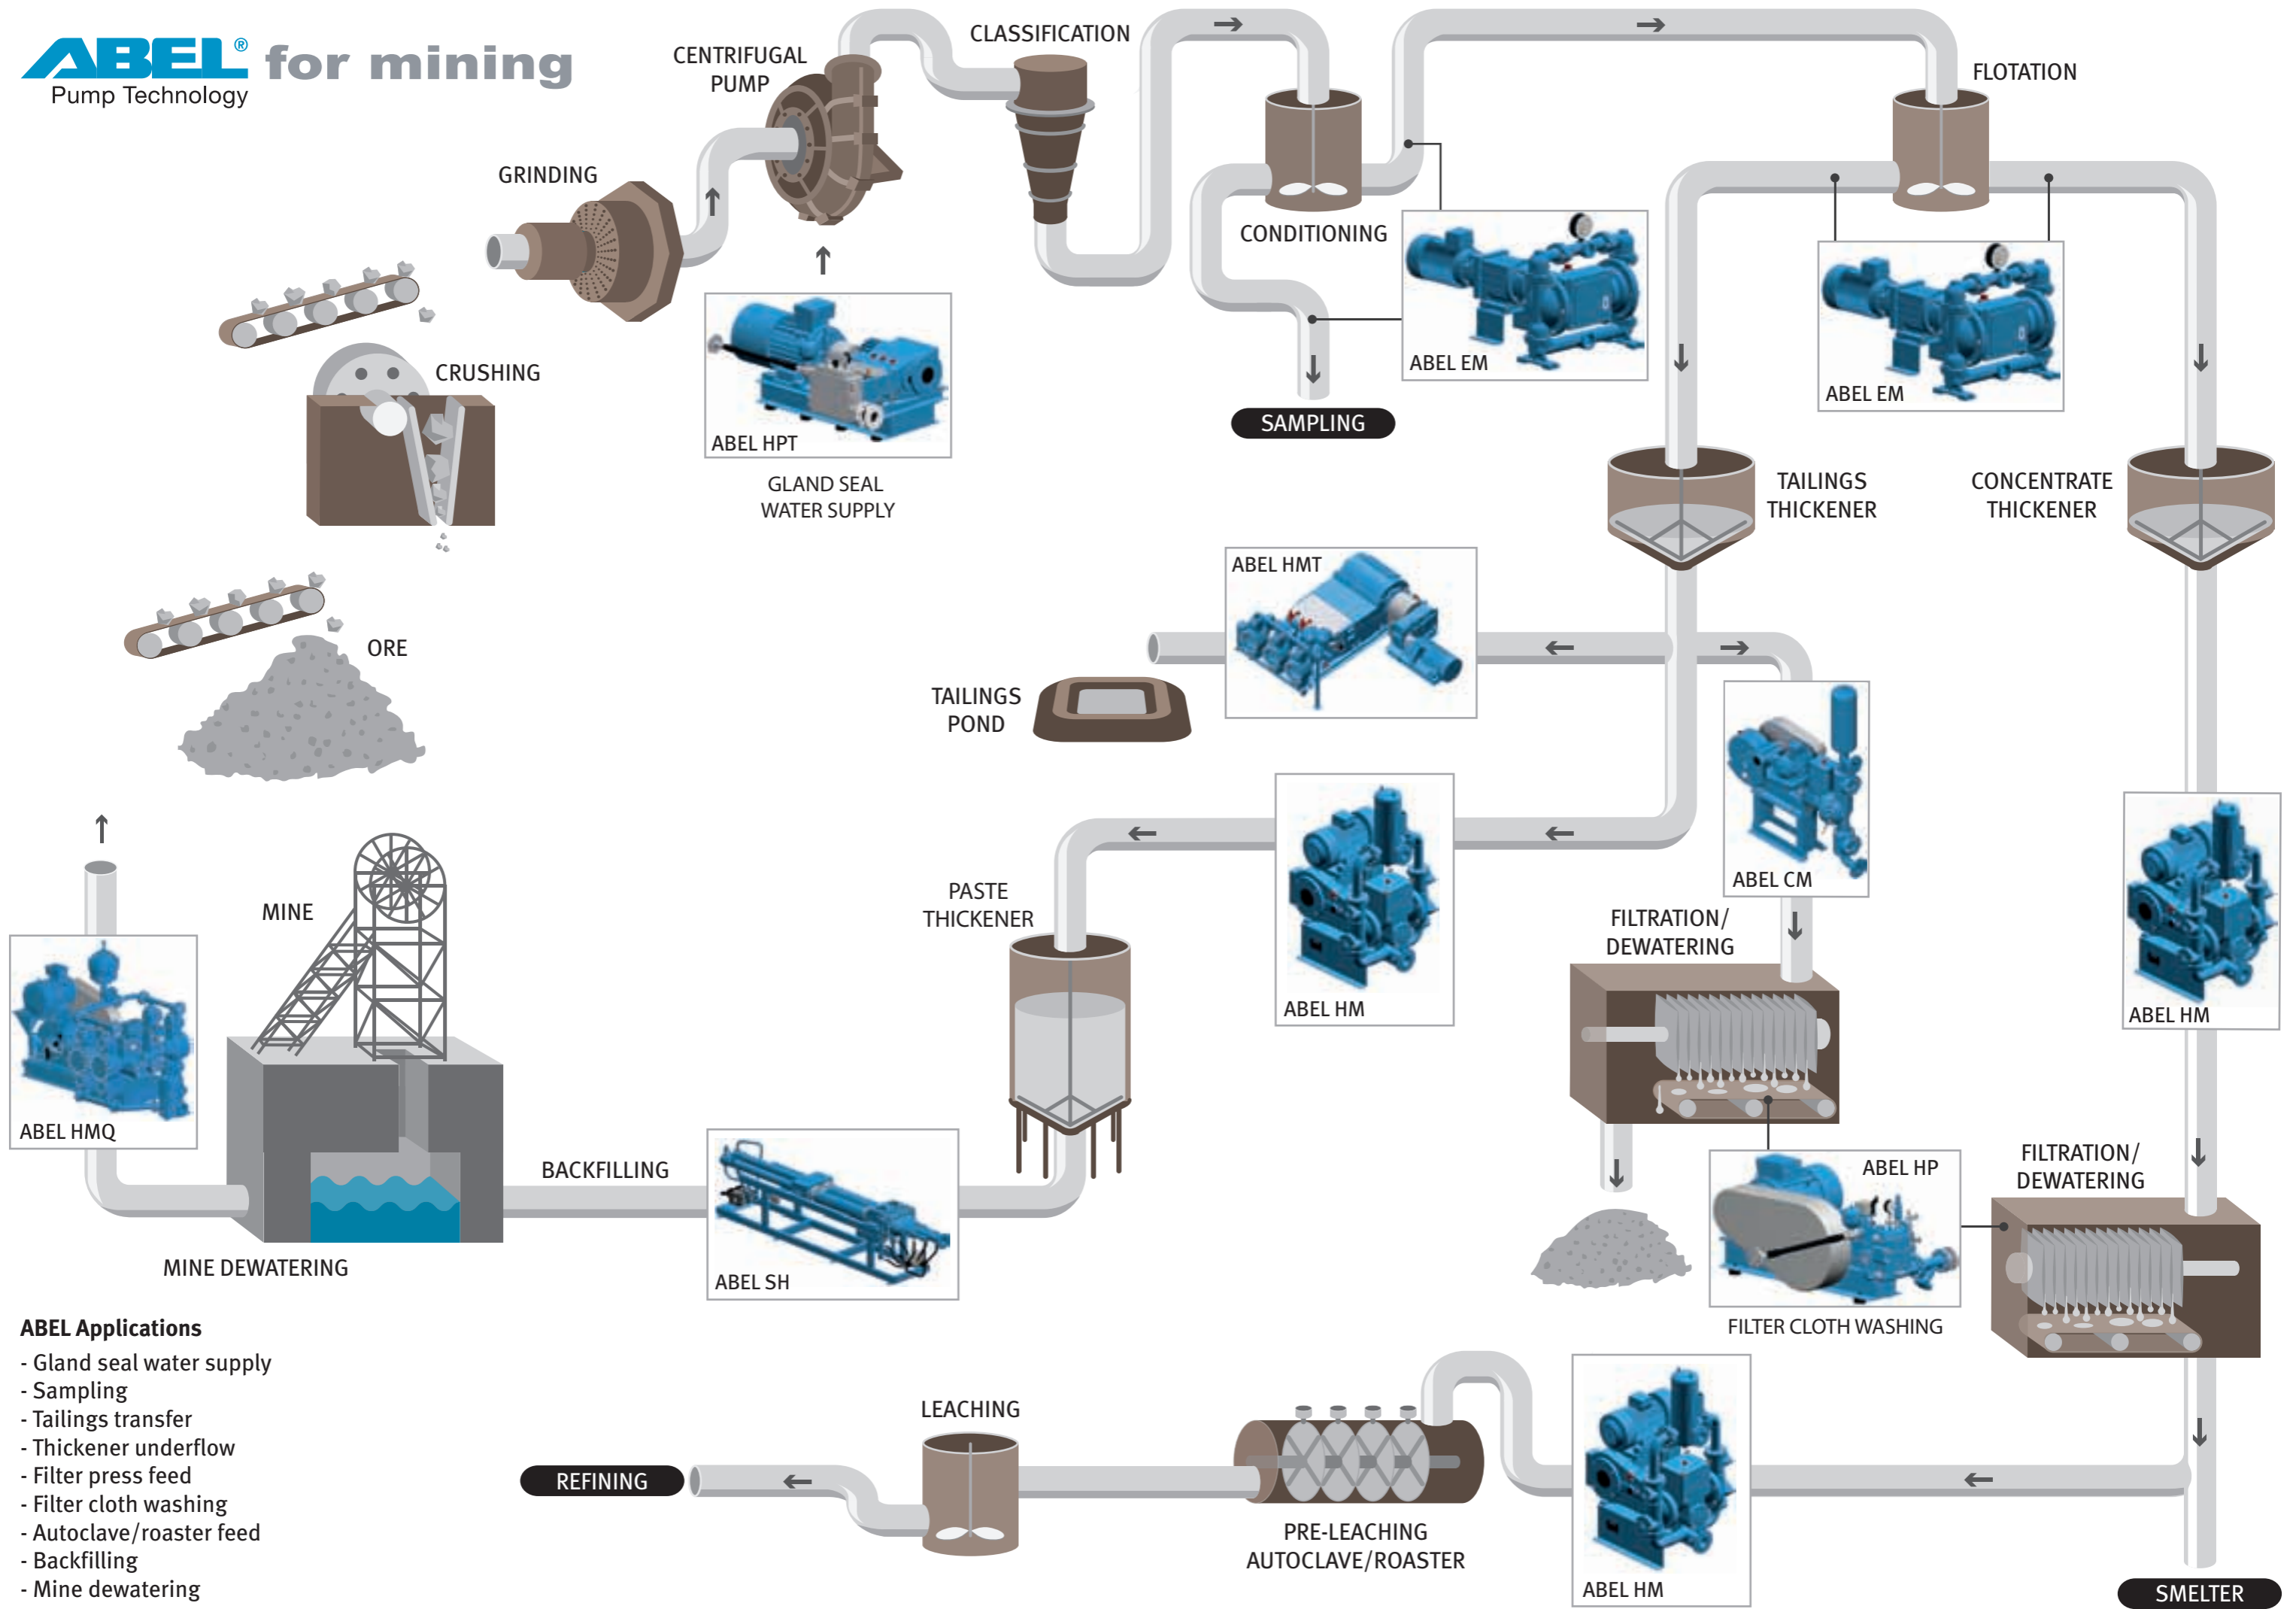 ABEL®
Pump Technology
for mining
CENTRIFUGAL
PUMP
CLASSIFICATION
FLOTATION
GRINDING
CONDITIONING
CRUSHING
ABEL EM
ABEL EM
SAMPLING
ABEL HPT
GLAND SEAL
WATER SUPPLY
TAILINGS
THICKENER
CONCENTRATE
THICKENER
ABEL HMT
ORE
TAILINGS
POND
ABEL CM
PASTE
THICKENER
MINE
FILTRATION/
DEWATERING
ABEL HM
ABEL HM
ABEL HMQ
BACKFILLING
ABEL HP
FILTRATION/
DEWATERING
MINE DEWATERING
ABEL SH
FILTER CLOTH WASHING
ABEL Applications
- Gland seal water supply
- Sampling
- Tailings transfer
- Thickener underflow
- Filter press feed
- Filter cloth washing
- Autoclave/roaster feed
- Backfilling
- Mine dewatering
LEACHING
REFINING
PRE-LEACHING
AUTOCLAVE/ROASTER
ABEL HM
SMELTER